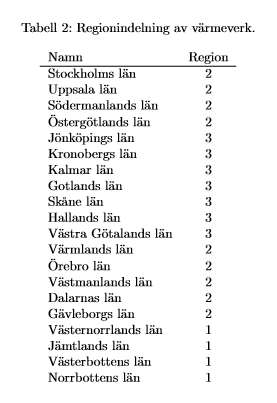 Tabell 2: Regionindelning av värmeverk.
Namn Region
Stockholms län 2
Uppsala län 2
Södermanlands län 2
Östergötlands län 2
Jönköpings län 3
Kronobergs län 3
Kalmar län 3
Gotlands län 3
Skåne län 3
Hallands län 3
Västra Götalands län 3
Värmlands län 2
Örebro län 2
Västmanlands län 2
Dalarnas län 2
Gävleborgs län 2
Västernorrlands län 1
Jämtlands län 1
Västerbottens län 1
Norrbottens län 1